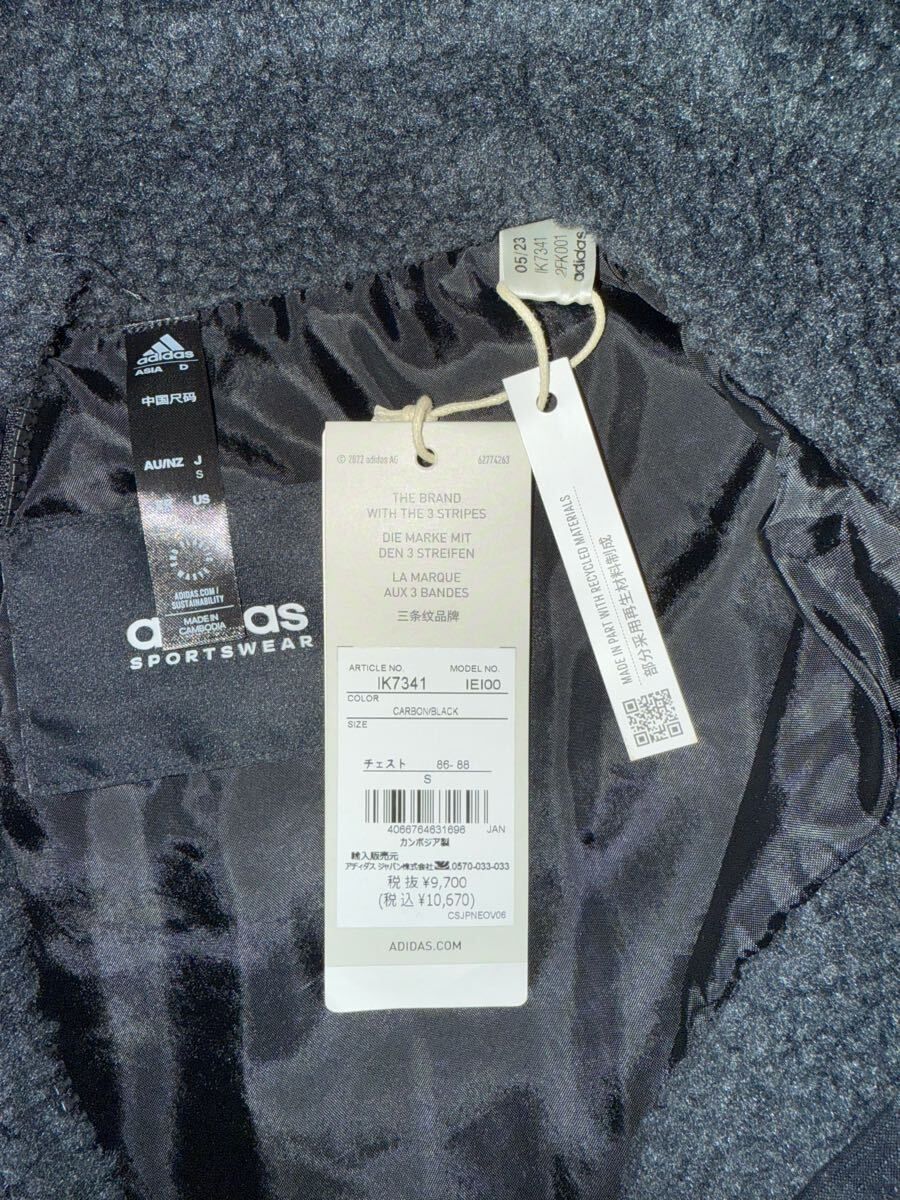 05/23
IK7341
2FK001
adidas
adidas
ASIA D
中国尺码
AU/NZ J
S
US
ADIDAS.COM/
SUSTAINABILITY
MADE IN
CAMBODIA
as
SPORTSWEAR
© 2022 adidas AG 62774263
THE BRAND
WITH THE 3 STRIPES
DIE MARKE MIT
DEN 3 STREIFEN
LA MARQUE
AUX 3 BANDES
三条纹品牌
ARTICLE NO. MODEL NO.
IK7341 IEI00
COLOR
CARBON/BLACK
SIZE
チェスト 86- 88
S
4066764631698 JAN
カンボジア製
輸入販売元
アディダス ジャパン株式会社 0570-033-033
税抜 ¥9,700
(税込 ¥10,670)
CSJPNEOV06
ADIDAS.COM
MADE IN PART WITH RECYCLED MATERIALS
部分采用再生材料制成